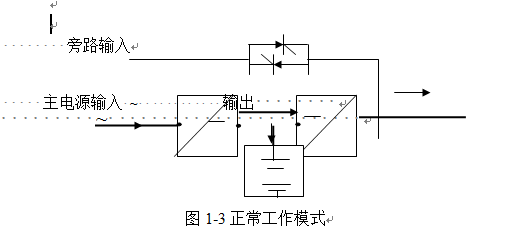 旁路输入
主电源输入 ~ 输出
~
图 1-3 正常工作模式